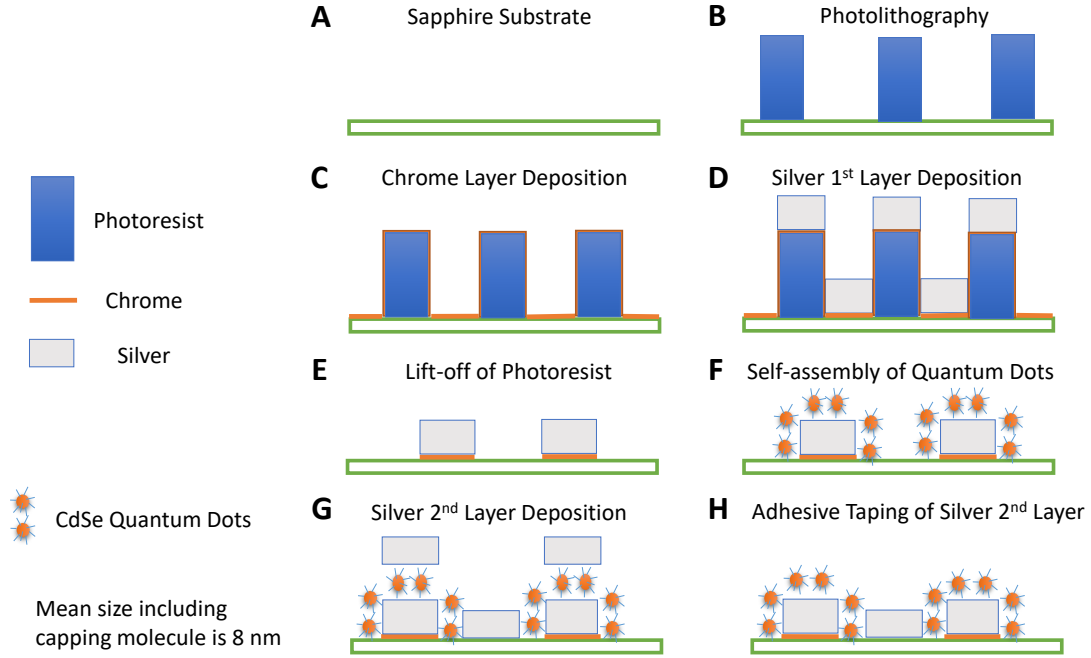 A Sapphire Substrate
B Photolithography
C Chrome Layer Deposition
D Silver 1st Layer Deposition
Photoresist
Chrome
Silver
E Lift-off of Photoresist
F Self-assembly of Quantum Dots
CdSe Quantum Dots
G Silver 2nd Layer Deposition
H Adhesive Taping of Silver 2nd Layer
Mean size including
capping molecule is 8 nm